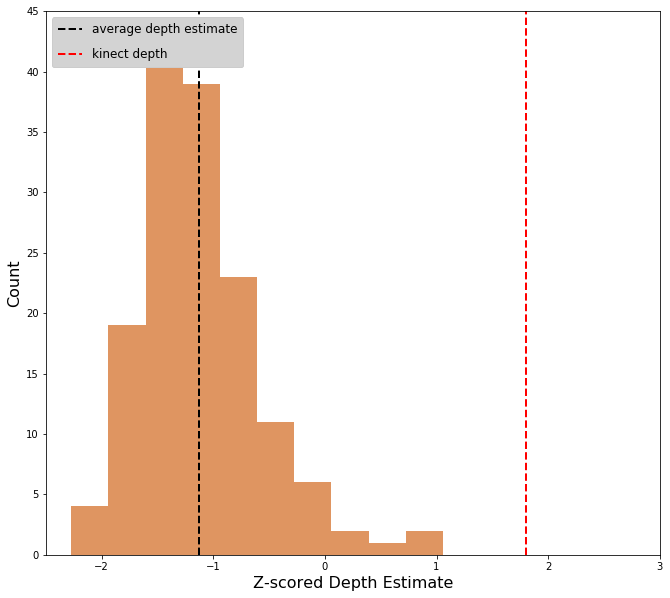 45
40
35
30
25
20
15
10
5
0
Count
average depth estimate
kinect depth
−2 −1 0 1 2 3
Z-scored Depth Estimate